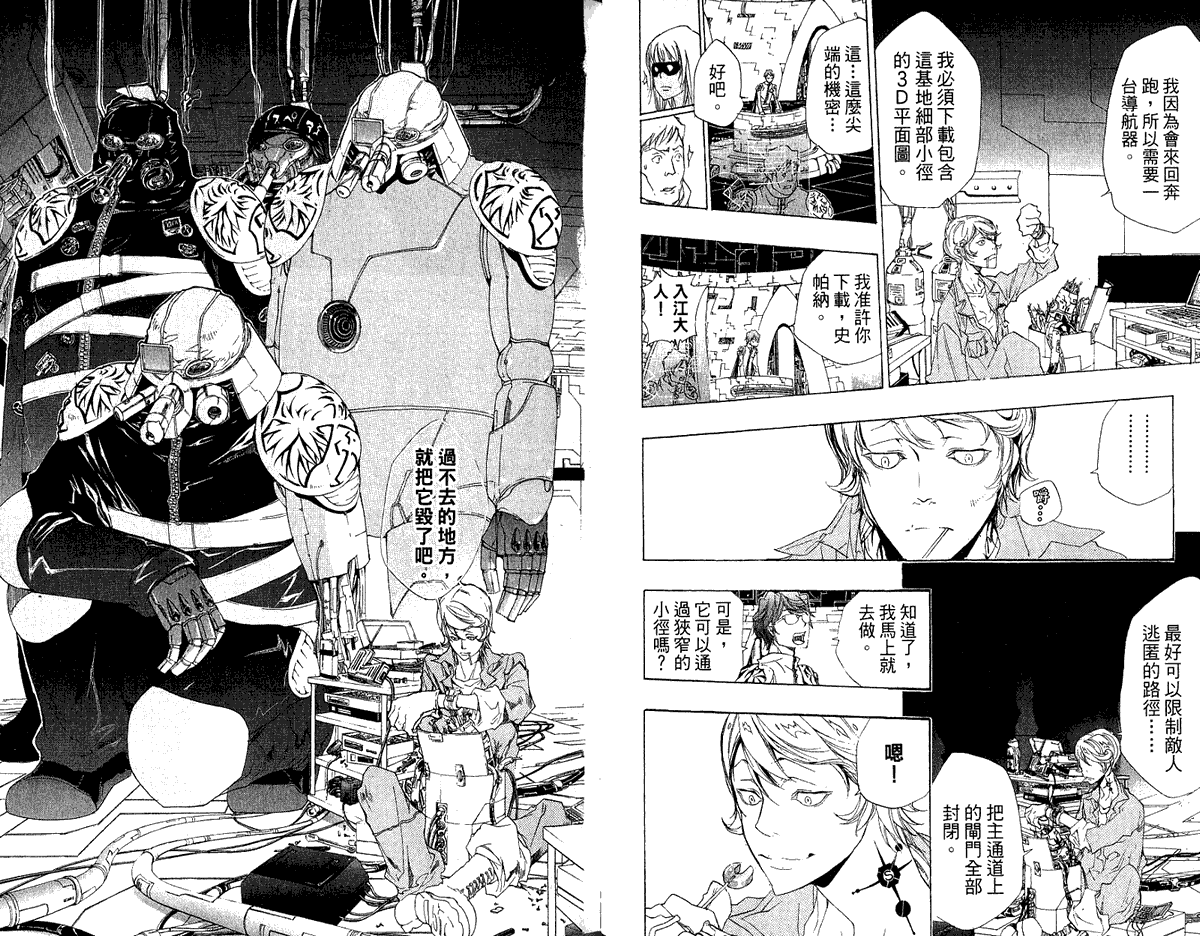 我因為會來回奔
跑，所以需要一
台導航器。
我必須下載包含
這基地細部小徑
的3D平面圖。
這…這麼尖
端的機密…
好吧。
我准許你
下載，史
帕納。
入江大
人！
…………
…………
嚼…
最好可以限制敵人
逃匿的路徑……
把主通道上
的閘門全部
封閉。
知道了，
我馬上就
去做。
可是，
它可以通
過狹窄的
小徑嗎？
嗯！
S
過不去的地方，
就把它毀了吧。